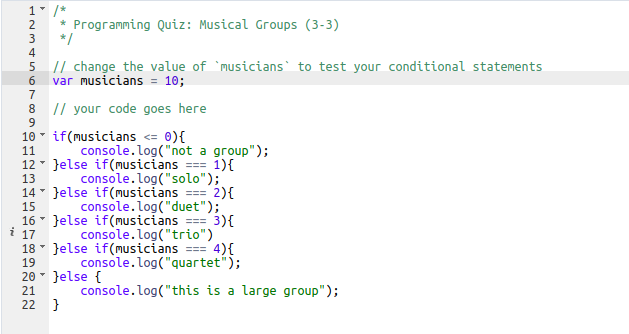 1 /*
2  * Programming Quiz: Musical Groups (3-3)
3  */
4
5 // change the value of `musicians` to test your conditional statements
6 var musicians = 10;
7
8 // your code goes here
9
10 if(musicians <= 0){
11     console.log("not a group");
12 }else if(musicians === 1){
13     console.log("solo");
14 }else if(musicians === 2){
15     console.log("duet");
16 }else if(musicians === 3){
i 17     console.log("trio")
18 }else if(musicians === 4){
19     console.log("quartet");
20 }else {
21     console.log("this is a large group");
22 }